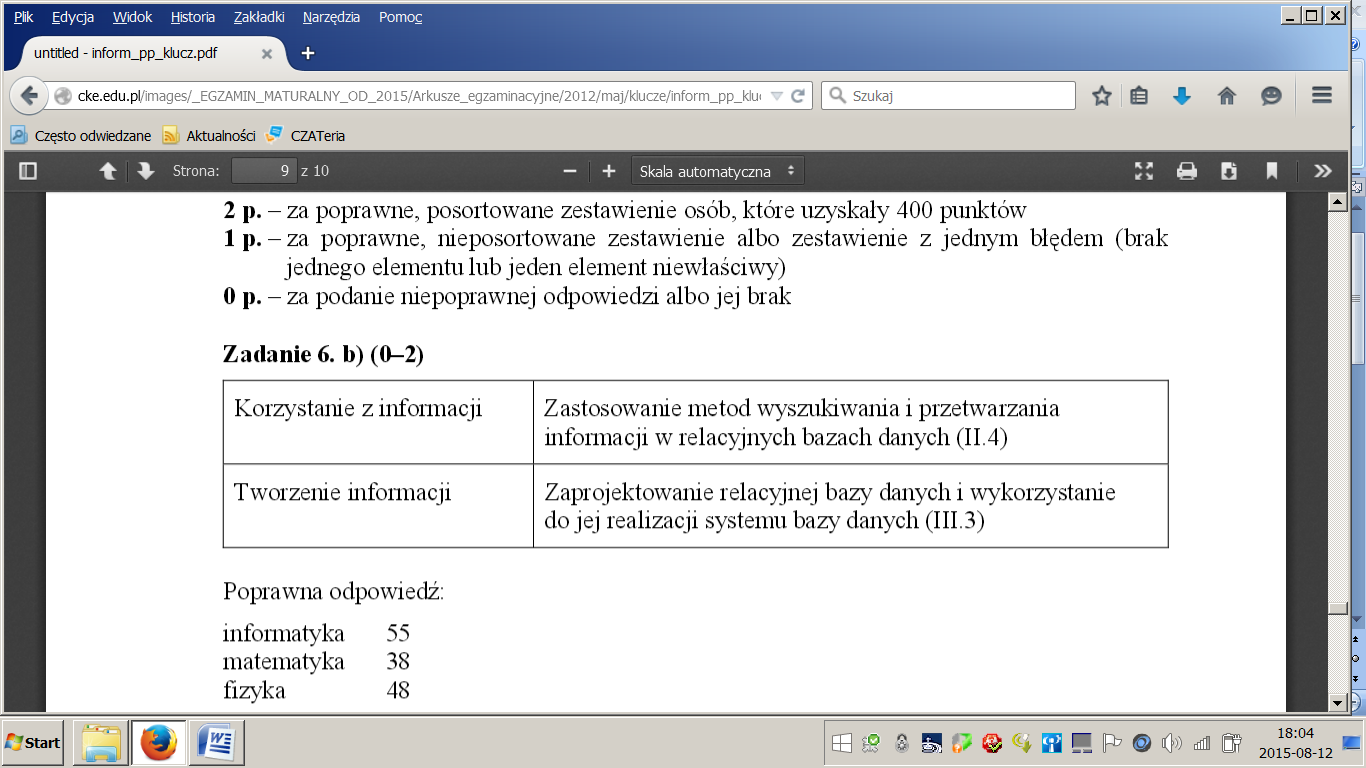 Plik Edycja Widok Historia Zakładki Narzędzia Pomoc
untitled - inform_pp_klucz.pdf
cke.edu.pl/images/_EGZAMIN_MATURALNY_OD_2015/Arkusze_egzaminacyjne/2012/maj/klucze/inform_pp_kluc
Szukaj
Często odwiedzane Aktualności CZATeria
Strona: 9 z 10 Skala automatyczna
2 p. – za poprawne, posortowane zestawienie osób, które uzyskały 400 punktów
1 p. – za poprawne, nieposortowane zestawienie albo zestawienie z jednym błędem (brak
jednego elementu lub jeden element niewłaściwy)
0 p. – za podanie niepoprawnej odpowiedzi albo jej brak
Zadanie 6. b) (0–2)
Korzystanie z informacji
Zastosowanie metod wyszukiwania i przetwarzania
informacji w relacyjnych bazach danych (II.4)
Tworzenie informacji
Zaprojektowanie relacyjnej bazy danych i wykorzystanie
do jej realizacji systemu bazy danych (III.3)
Poprawna odpowiedź:
informatyka 55
matematyka 38
fizyka 48
Start
18:04
2015-08-12